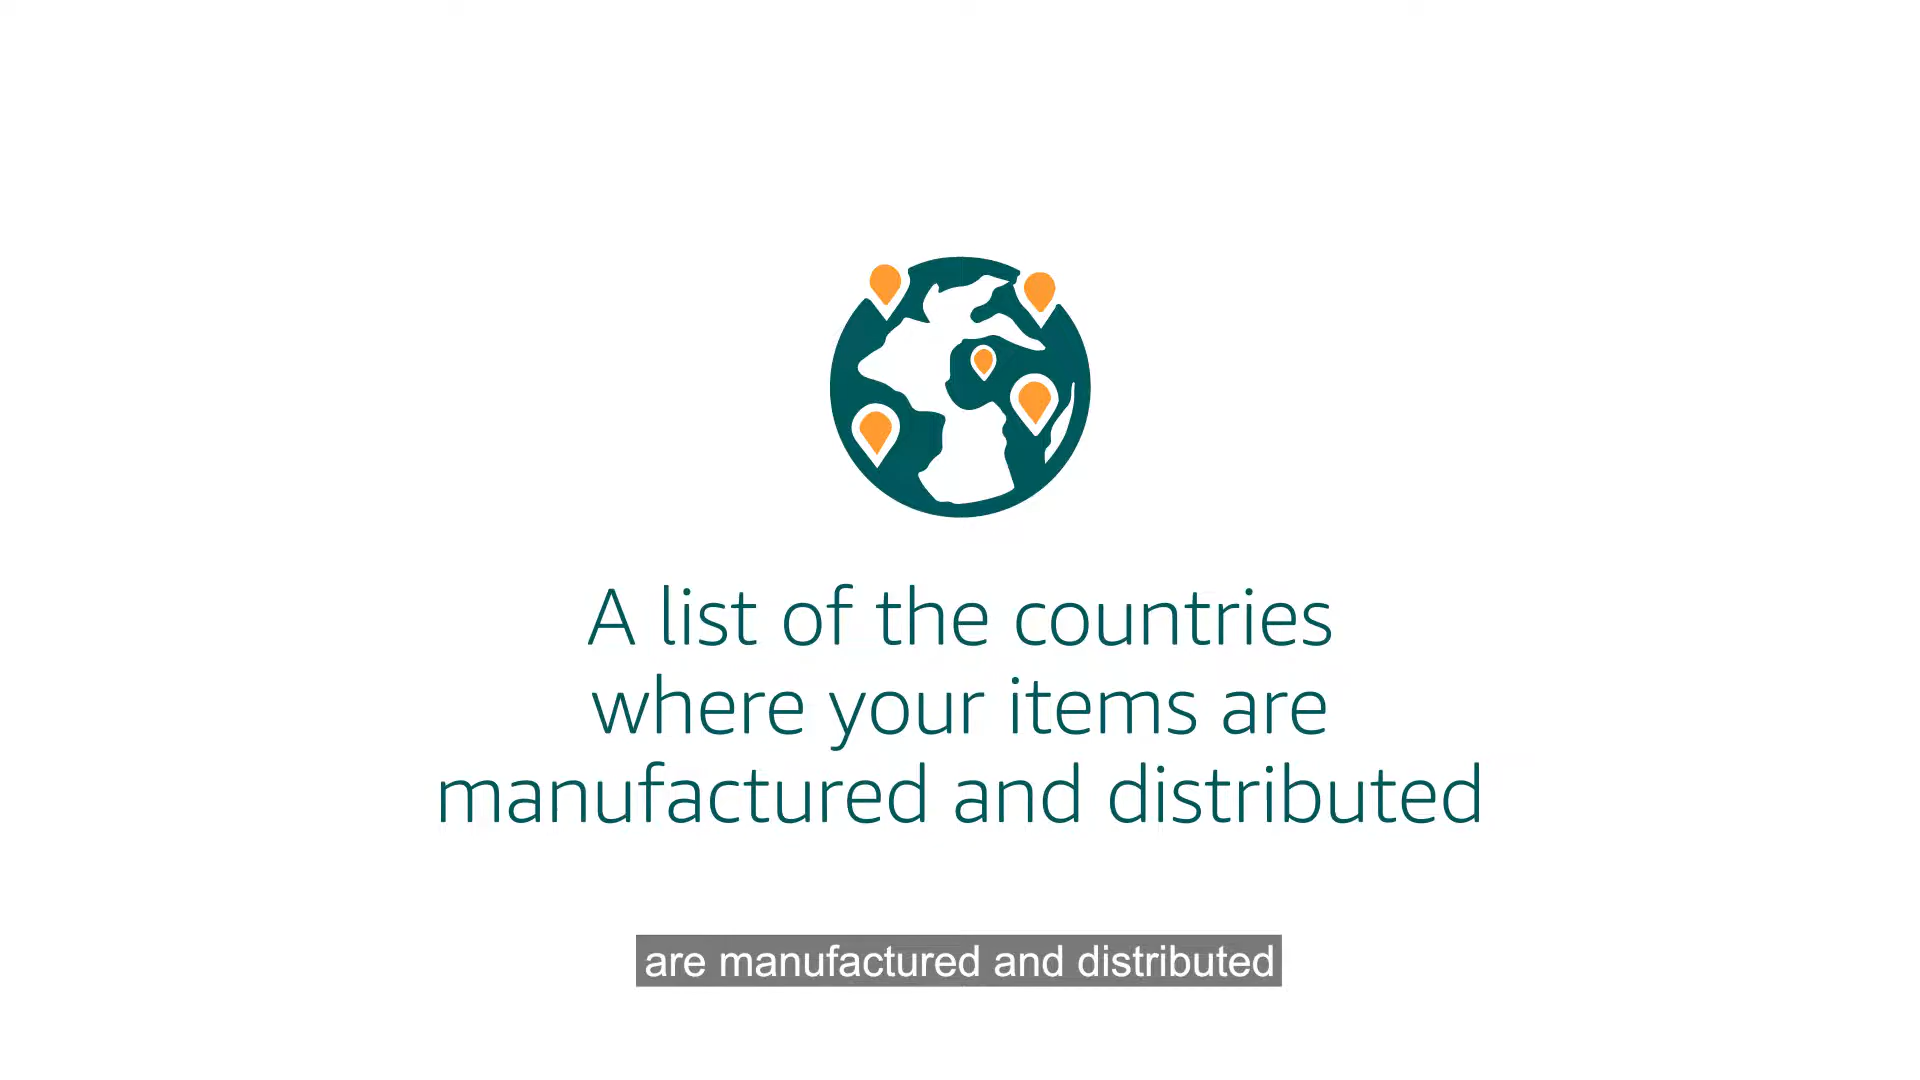 A list of the countries
where your items are
manufactured and distributed
are manufactured and distributed